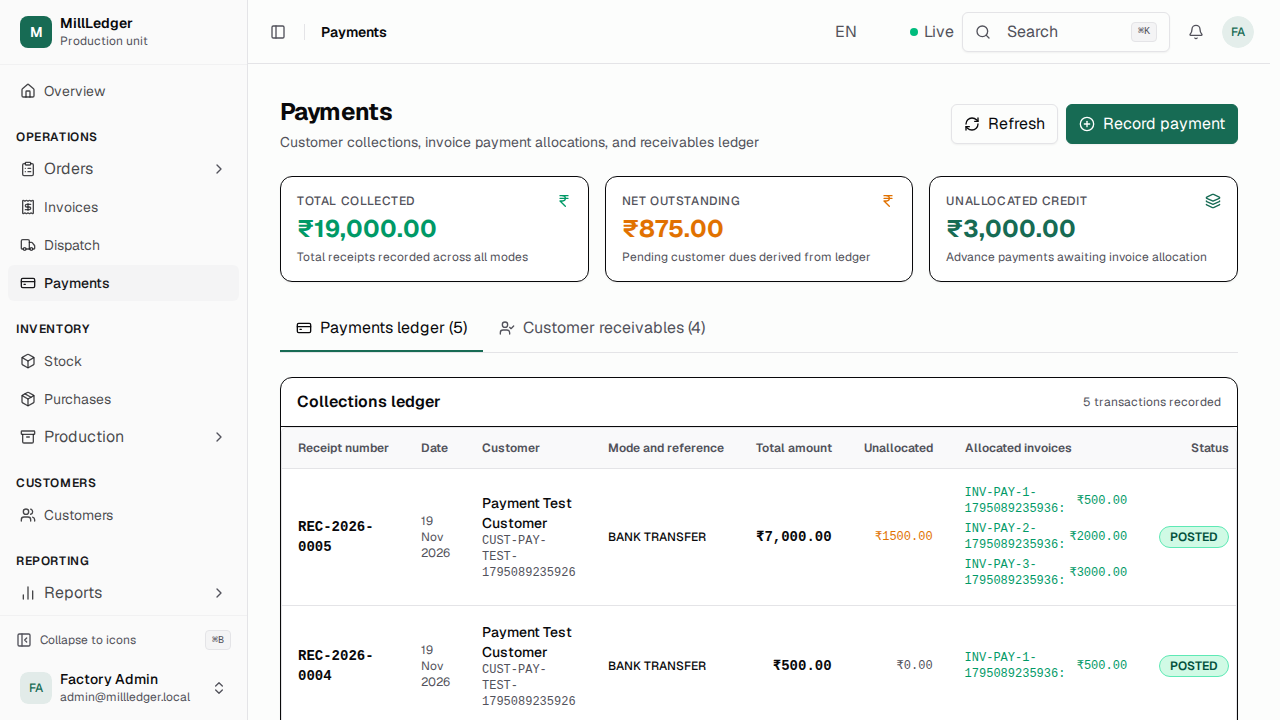 M
MillLedger
Production unit
Overview
OPERATIONS
Orders
Invoices
Dispatch
Payments
INVENTORY
Stock
Purchases
Production
CUSTOMERS
Customers
REPORTING
Reports
Collapse to icons ⌘B
FA
Factory Admin
admin@millledger.local
Payments
EN
Live
Search ⌘K
FA
Payments
Customer collections, invoice payment allocations, and receivables ledger
Refresh
Record payment
TOTAL COLLECTED ₹
₹19,000.00
Total receipts recorded across all modes
NET OUTSTANDING ₹
₹875.00
Pending customer dues derived from ledger
UNALLOCATED CREDIT
₹3,000.00
Advance payments awaiting invoice allocation
Payments ledger (5)
Customer receivables (4)
Collections ledger
5 transactions recorded
Receipt number Date Customer Mode and reference Total amount Unallocated Allocated invoices Status
REC-2026-
0005
19
Nov
2026
Payment Test
Customer
CUST-PAY-
TEST-
1795089235926
BANK TRANSFER
₹7,000.00
₹1500.00
INV-PAY-1-
1795089235936: ₹500.00
INV-PAY-2-
1795089235936: ₹2000.00
INV-PAY-3-
1795089235936: ₹3000.00
POSTED
REC-2026-
0004
19
Nov
2026
Payment Test
Customer
CUST-PAY-
TEST-
1795089235926
BANK TRANSFER
₹500.00
₹0.00
INV-PAY-1-
1795089235936: ₹500.00
POSTED